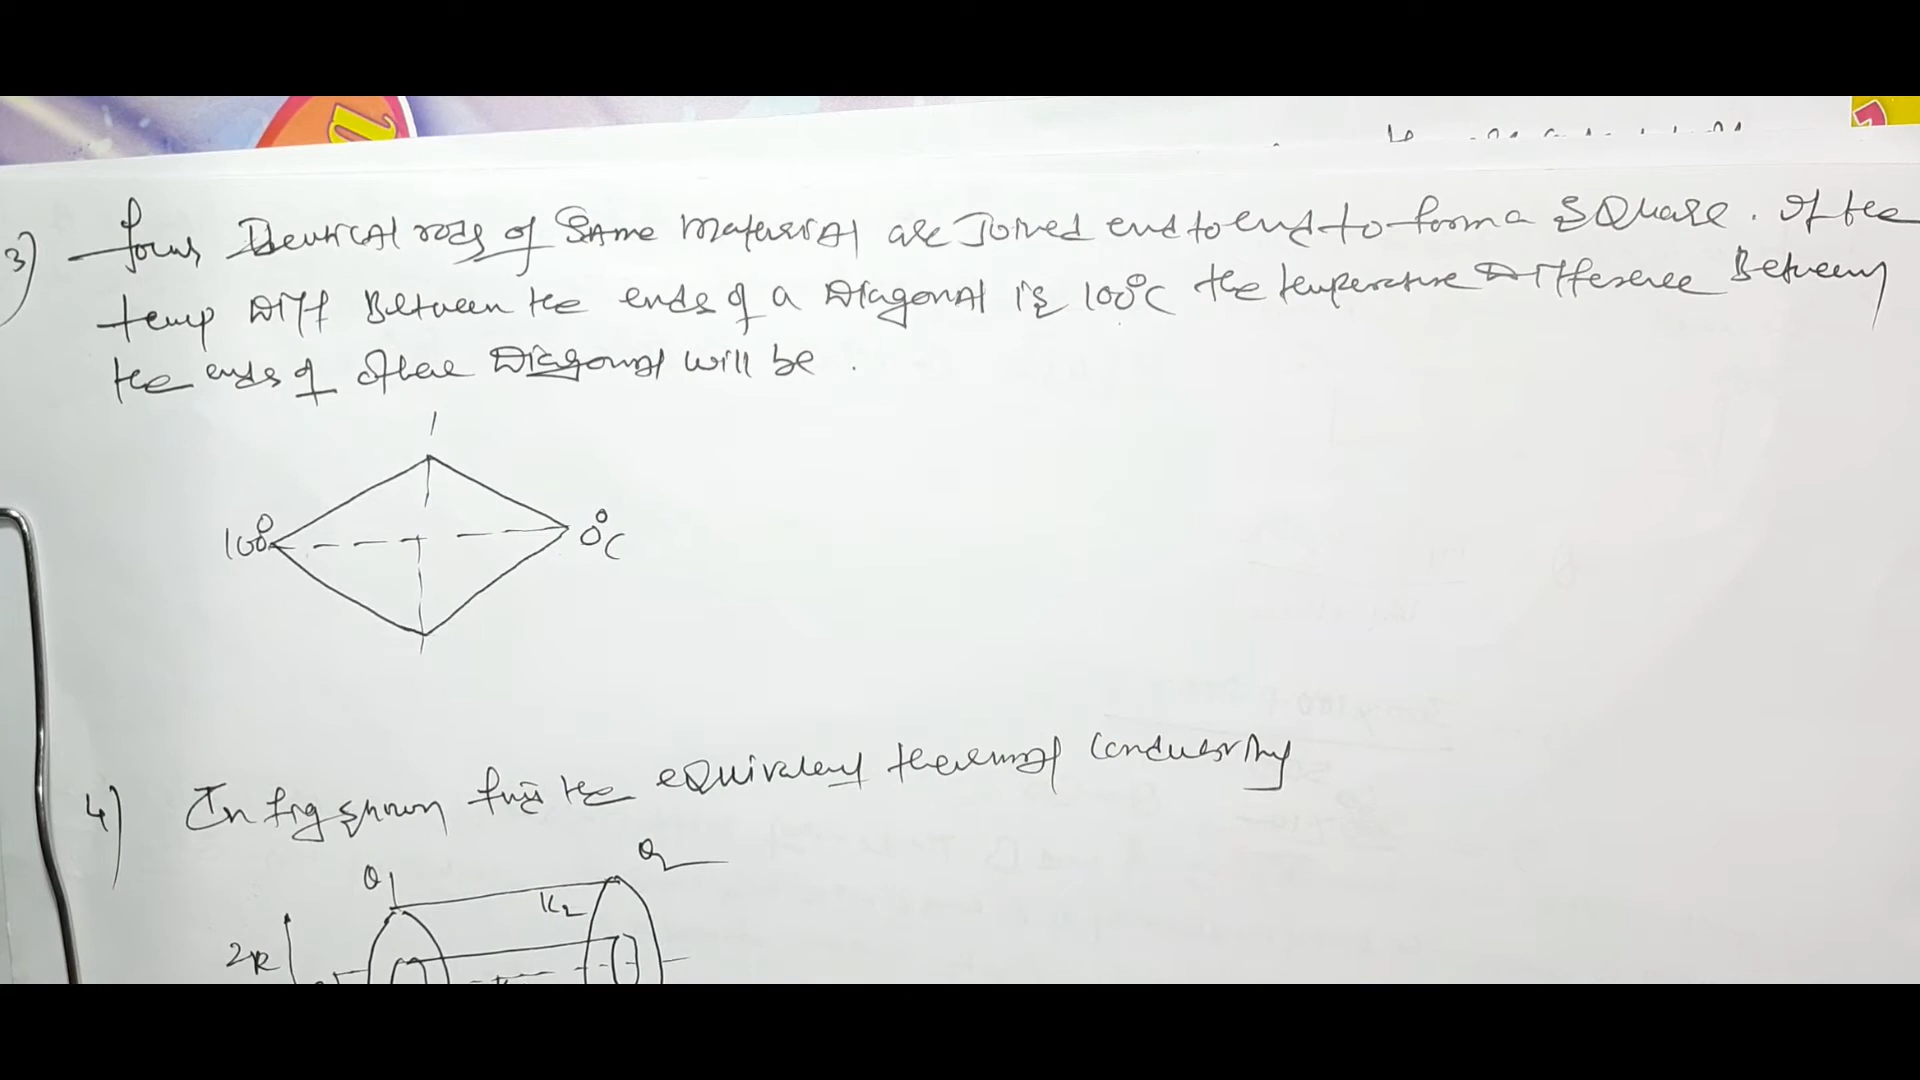 3) four Identical rods of Same Material are Joined end to end to form a SQuare. If the
temp Diff Between the ends of a Diagonal is 100°C the temperature Difference Between
the ends of other Diagonal will be.
100° 0°C
4) In fig shown find the equivalent thermal Conductivity
K2
2R